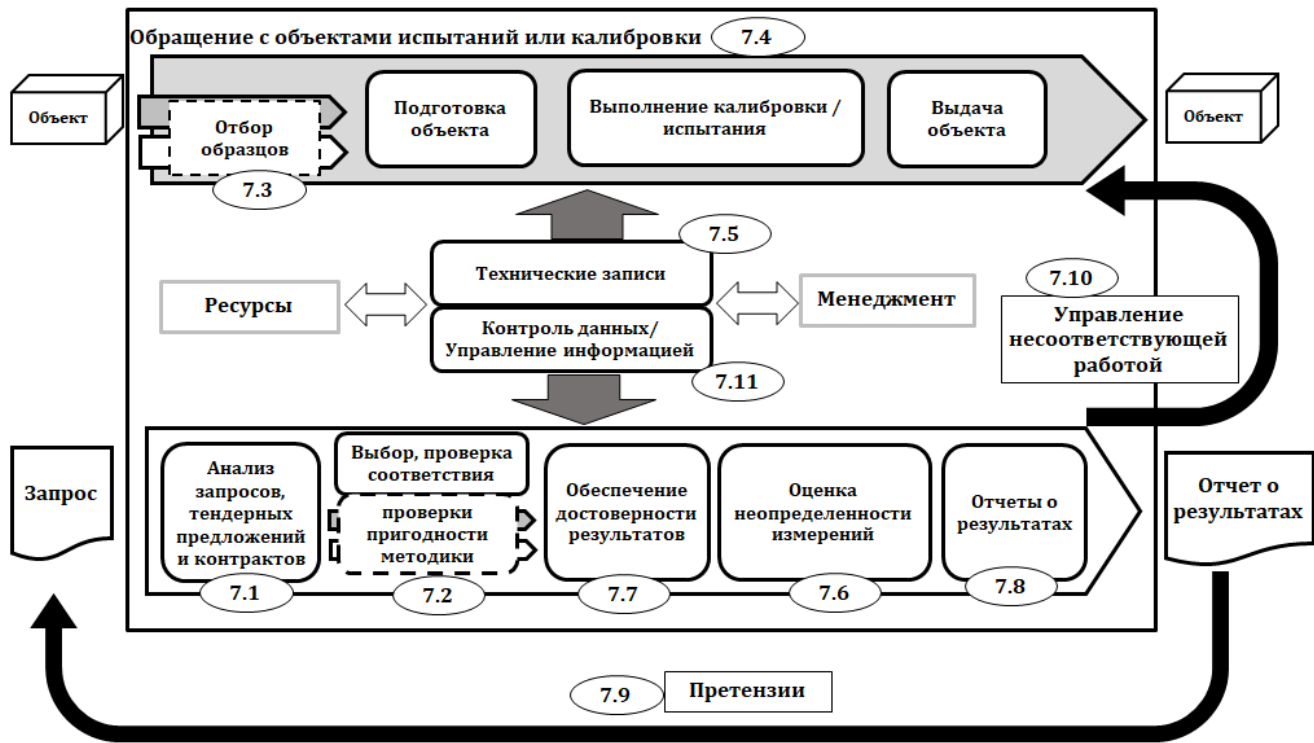 Обращение с объектами испытаний или калибровки
7.4
Объект
Отбор
образцов
7.3
Подготовка
объекта
Выполнение калибровки /
испытания
Выдача
объекта
Объект
7.5
Технические записи
Ресурсы
Менеджмент
Контроль данных/
Управление информацией
7.11
7.10
Управление
несоответствующей
работой
Запрос
Анализ
запросов,
тендерных
предложений
и контрактов
7.1
Выбор, проверка
соответствия
проверки
пригодности
методики
7.2
Обеспечение
достоверности
результатов
7.7
Оценка
неопределенности
измерений
7.6
Отчеты о
результатах
7.8
Отчет о
результатах
7.9
Претензии